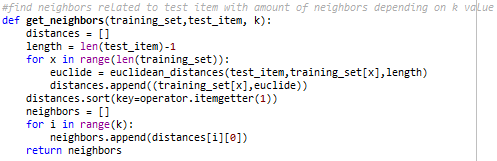 #find neighbors related to test item with amount of neighbors depending on k value
def get_neighbors(training_set,test_item, k):
    distances = []
    length = len(test_item)-1
    for x in range(len(training_set)):
        euclide = euclidean_distances(test_item,training_set[x],length)
        distances.append((training_set[x],euclide))
    distances.sort(key=operator.itemgetter(1))
    neighbors = []
    for i in range(k):
        neighbors.append(distances[i][0])
    return neighbors